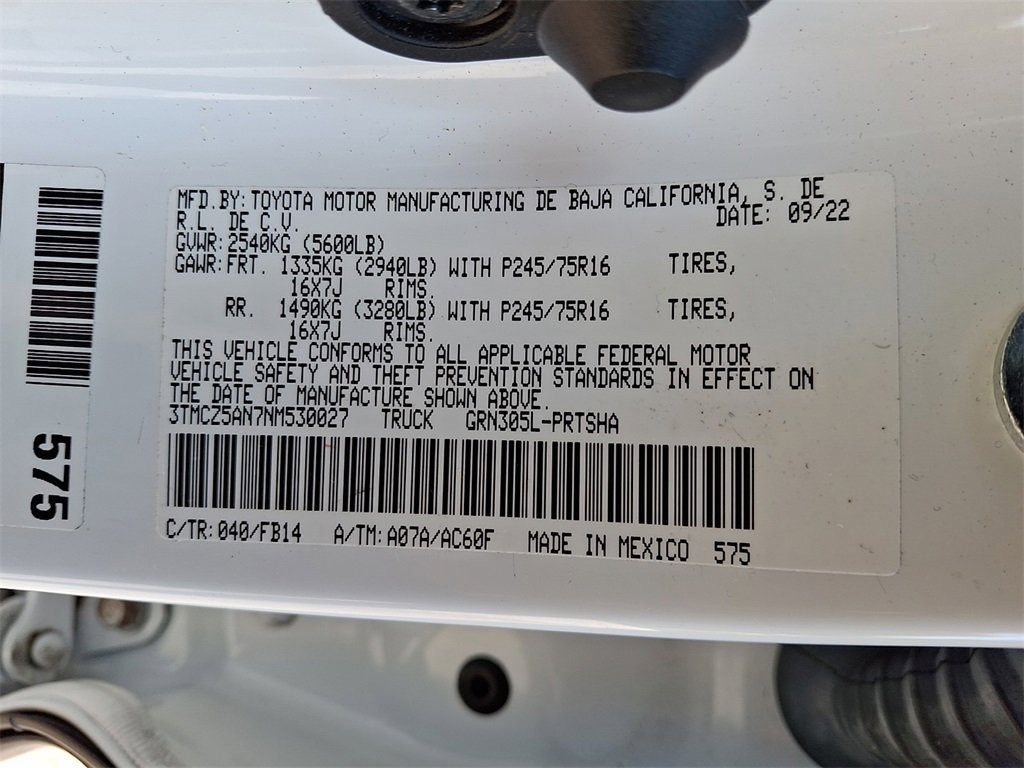 MFD.BY:TOYOTA MOTOR MANUFACTURING DE BAJA CALIFORNIA, S. DE
R.L. DE C.V. DATE: 09/22
GVWR:2540KG (5600LB)
GAWR:FRT. 1335KG (2940LB) WITH P245/75R16 TIRES,
16X7J RIMS.
RR. 1490KG (3280LB) WITH P245/75R16 TIRES,
16X7J RIMS.
THIS VEHICLE CONFORMS TO ALL APPLICABLE FEDERAL MOTOR
VEHICLE SAFETY AND THEFT PREVENTION STANDARDS IN EFFECT ON
THE DATE OF MANUFACTURE SHOWN ABOVE.
3TMCZ5AN7NM530027 TRUCK GRN305L-PRTSHA
C/TR:040/FB14 A/TM:A07A/AC60F MADE IN MEXICO 575
575